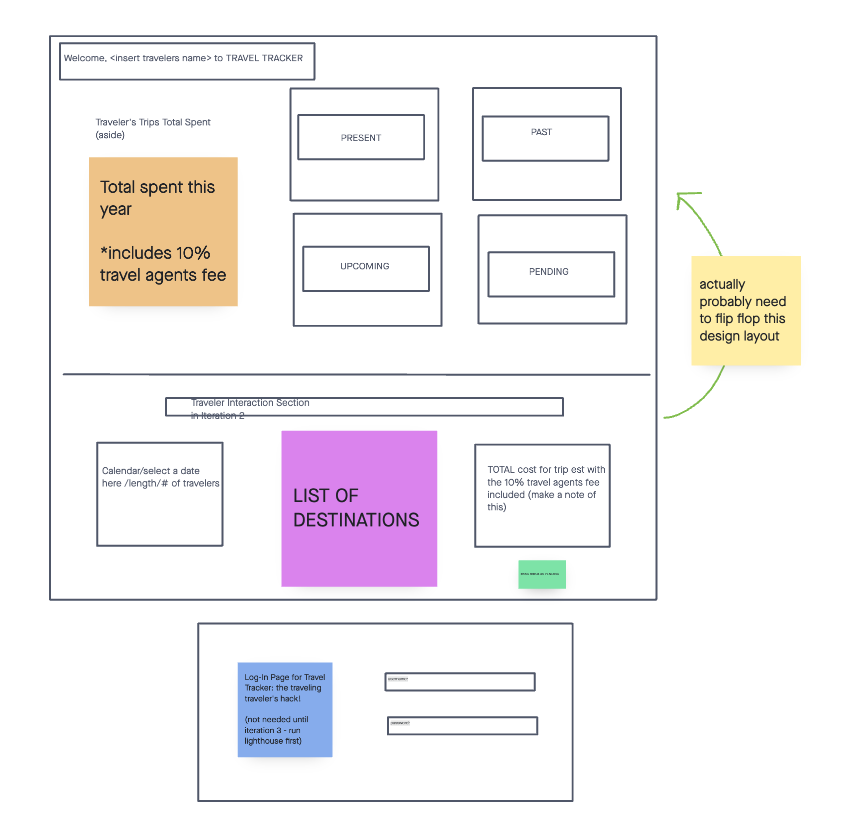 Welcome, <insert travelers name> to TRAVEL TRACKER
Traveler's Trips Total Spent
(aside)
Total spent this
year
*includes 10%
travel agents fee
PRESENT
PAST
UPCOMING
PENDING
actually
probably need
to flip flop this
design layout
Traveler Interaction Section
in Iteration 2
Calendar/select a date
here /length/# of travelers
LIST OF
DESTINATIONS
TOTAL cost for trip est with
the 10% travel agents fee
included (make a note of
this)
Log-In Page for Travel
Tracker: the traveling
traveler's hack!
(not needed until
iteration 3 - run
lighthouse first)